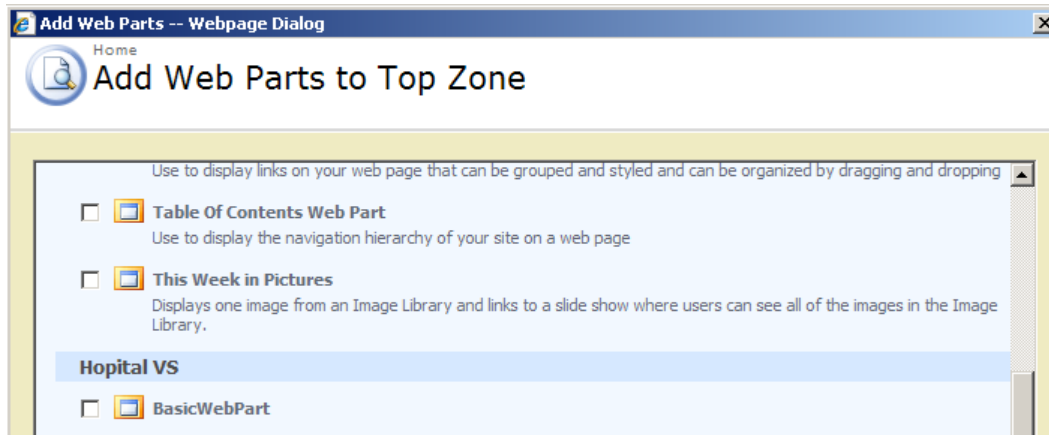 Add Web Parts -- Webpage Dialog
Home
Add Web Parts to Top Zone
Use to display links on your web page that can be grouped and styled and can be organized by dragging and dropping
Table Of Contents Web Part
Use to display the navigation hierarchy of your site on a web page
This Week in Pictures
Displays one image from an Image Library and links to a slide show where users can see all of the images in the Image
Library.
Hopital VS
BasicWebPart